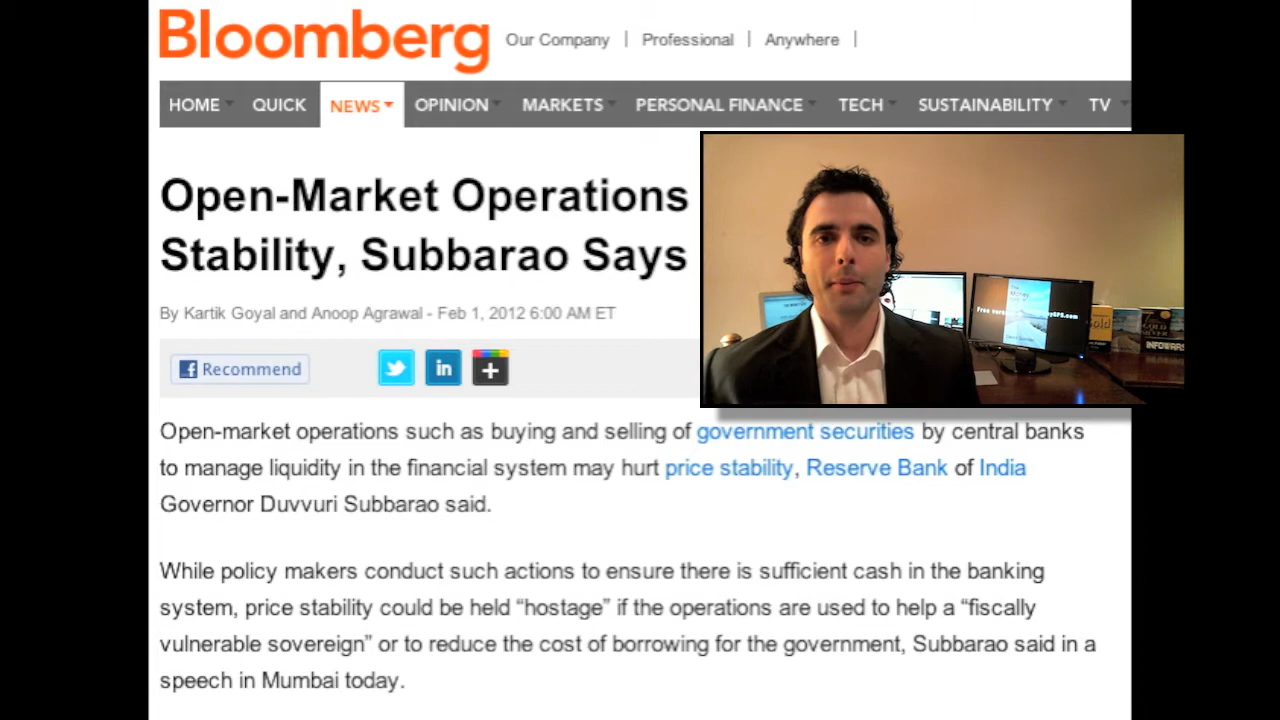 Bloomberg
Our Company | Professional | Anywhere |
HOME QUICK NEWS OPINION MARKETS PERSONAL FINANCE TECH SUSTAINABILITY TV
Open-Market Operations
Stability, Subbarao Says
By Kartik Goyal and Anoop Agrawal - Feb 1, 2012 6:00 AM ET
Recommend
The
Money
Free
.com
INFOWARS
Open-market operations such as buying and selling of government securities by central banks
to manage liquidity in the financial system may hurt price stability, Reserve Bank of India
Governor Duvvuri Subbarao said.
While policy makers conduct such actions to ensure there is sufficient cash in the banking
system, price stability could be held “hostage” if the operations are used to help a “fiscally
vulnerable sovereign” or to reduce the cost of borrowing for the government, Subbarao said in a
speech in Mumbai today.